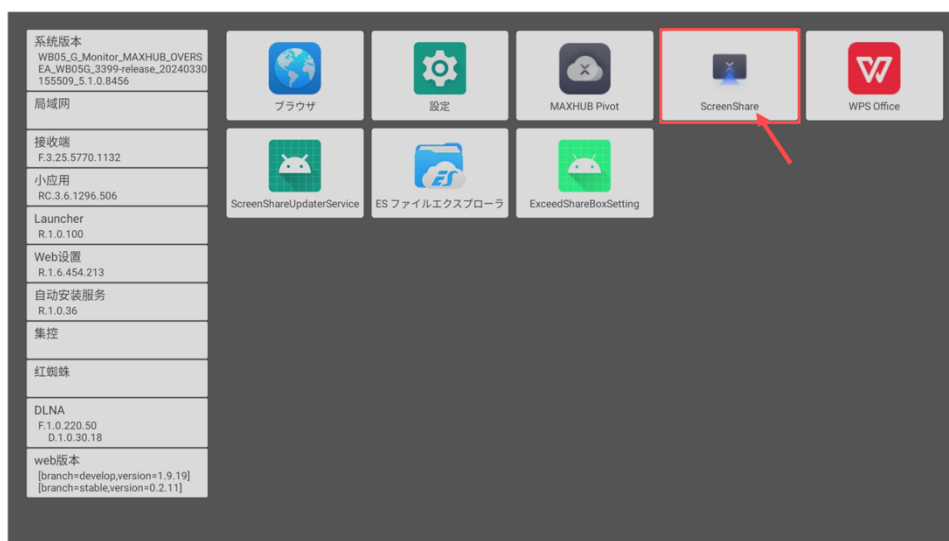 系统版本
WB05_G_Monitor_MAXHUB_OVERS
EA_WB05G_3399-release_20240330
155509_5.1.0.8456
局域网
接收端
F.3.25.5770.1132
小应用
RC.3.6.1296.506
Launcher
R.1.0.100
Web设置
R.1.6.454.213
自动安装服务
R.1.0.36
集控
红蜘蛛
DLNA
F.1.0.220.50
D.1.0.30.18
web版本
[branch=develop,version=1.9.19]
[branch=stable,version=0.2.11]
ブラウザ
設定
MAXHUB Pivot
ScreenShare
WPS Office
ScreenShareUpdaterService
ES ファイルエクスプローラ
ExceedShareBoxSetting